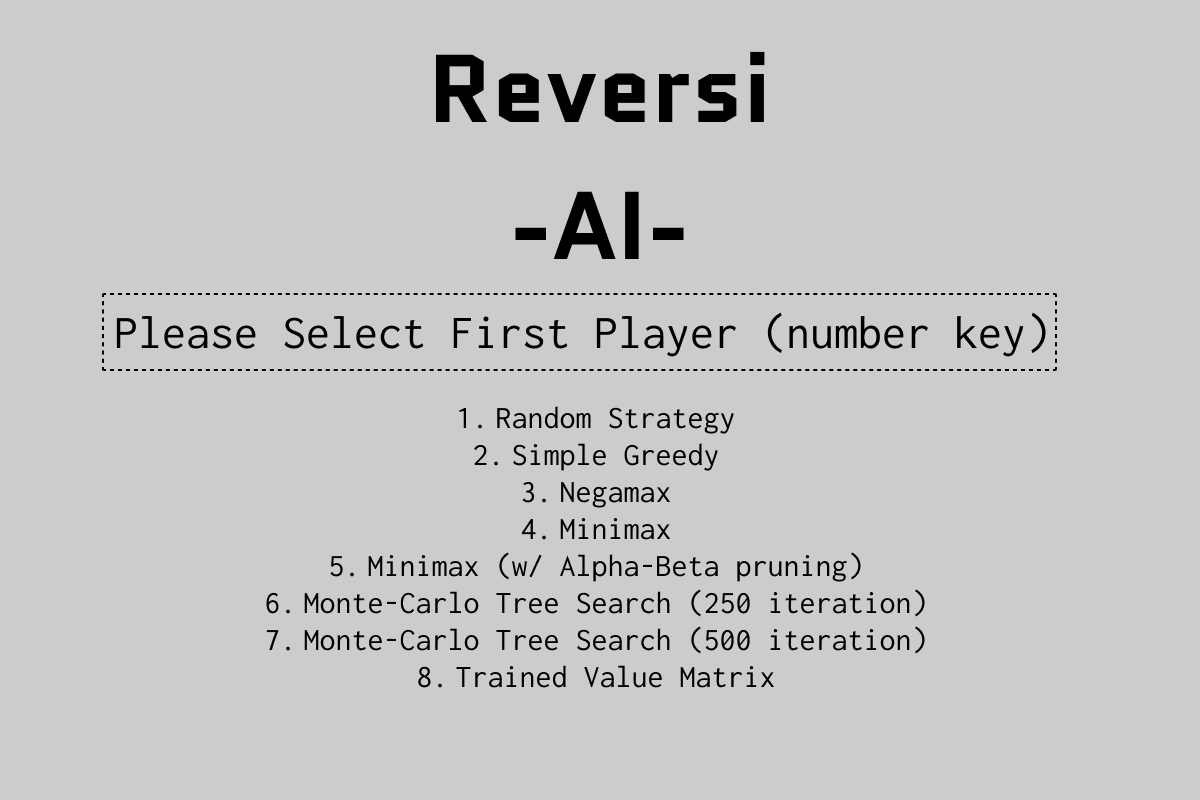 Reversi
-AI-
Please Select First Player (number key)
1. Random Strategy
2. Simple Greedy
3. Negamax
4. Minimax
5. Minimax (w/ Alpha-Beta pruning)
6. Monte-Carlo Tree Search (250 iteration)
7. Monte-Carlo Tree Search (500 iteration)
8. Trained Value Matrix